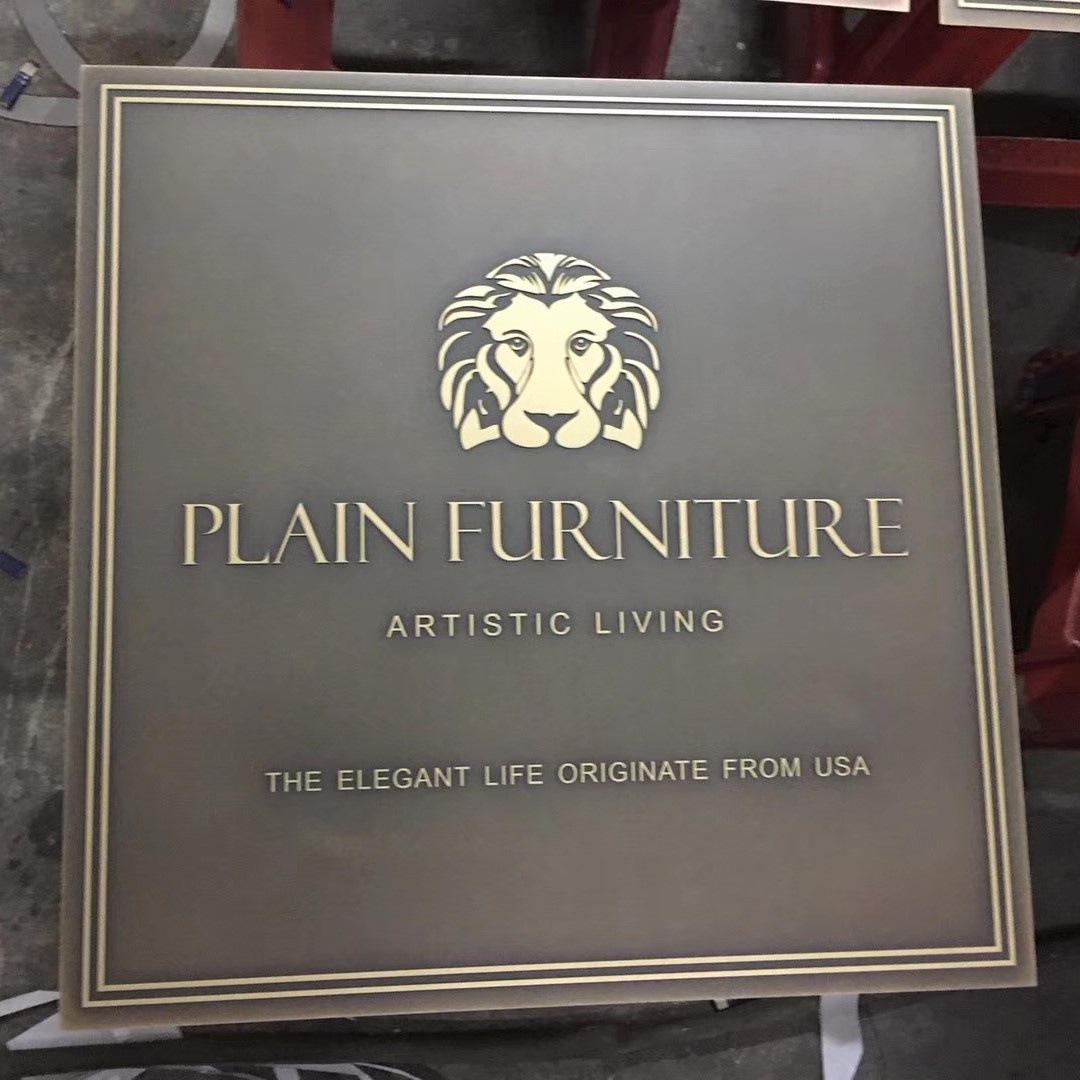 PLAIN FURNITURE
ARTISTIC LIVING
THE ELEGANT LIFE ORIGINATE FROM USA